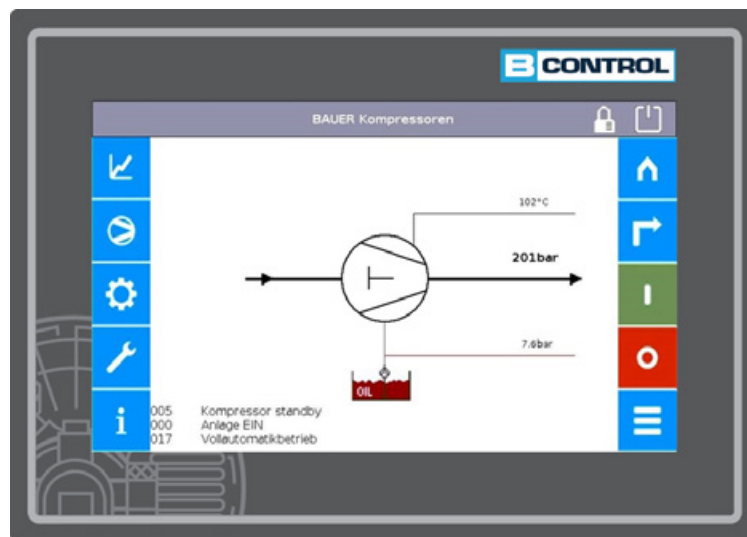 B CONTROL
BAUER Kompressoren
102°C
201bar
7.6bar
OIL
005 Kompressor standby
000 Anlage EIN
017 Vollautomatikbetrieb